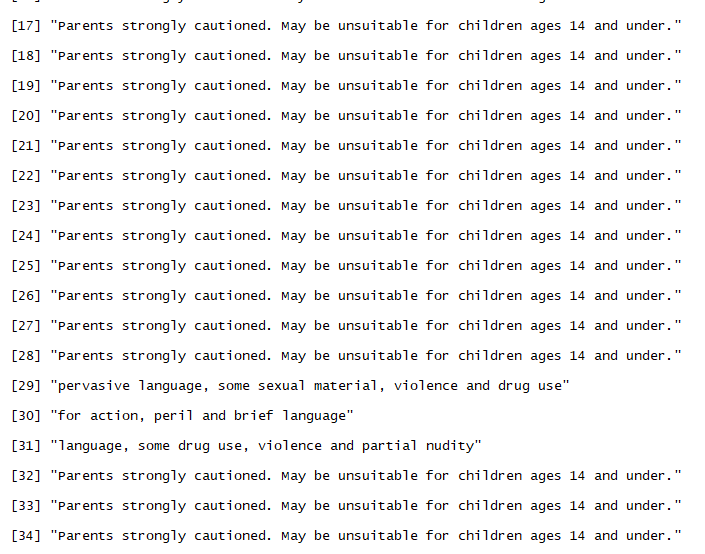 [17] "Parents strongly cautioned. May be unsuitable for children ages 14 and under."
[18] "Parents strongly cautioned. May be unsuitable for children ages 14 and under."
[19] "Parents strongly cautioned. May be unsuitable for children ages 14 and under."
[20] "Parents strongly cautioned. May be unsuitable for children ages 14 and under."
[21] "Parents strongly cautioned. May be unsuitable for children ages 14 and under."
[22] "Parents strongly cautioned. May be unsuitable for children ages 14 and under."
[23] "Parents strongly cautioned. May be unsuitable for children ages 14 and under."
[24] "Parents strongly cautioned. May be unsuitable for children ages 14 and under."
[25] "Parents strongly cautioned. May be unsuitable for children ages 14 and under."
[26] "Parents strongly cautioned. May be unsuitable for children ages 14 and under."
[27] "Parents strongly cautioned. May be unsuitable for children ages 14 and under."
[28] "Parents strongly cautioned. May be unsuitable for children ages 14 and under."
[29] "pervasive language, some sexual material, violence and drug use"
[30] "for action, peril and brief language"
[31] "language, some drug use, violence and partial nudity"
[32] "Parents strongly cautioned. May be unsuitable for children ages 14 and under."
[33] "Parents strongly cautioned. May be unsuitable for children ages 14 and under."
[34] "Parents strongly cautioned. May be unsuitable for children ages 14 and under."